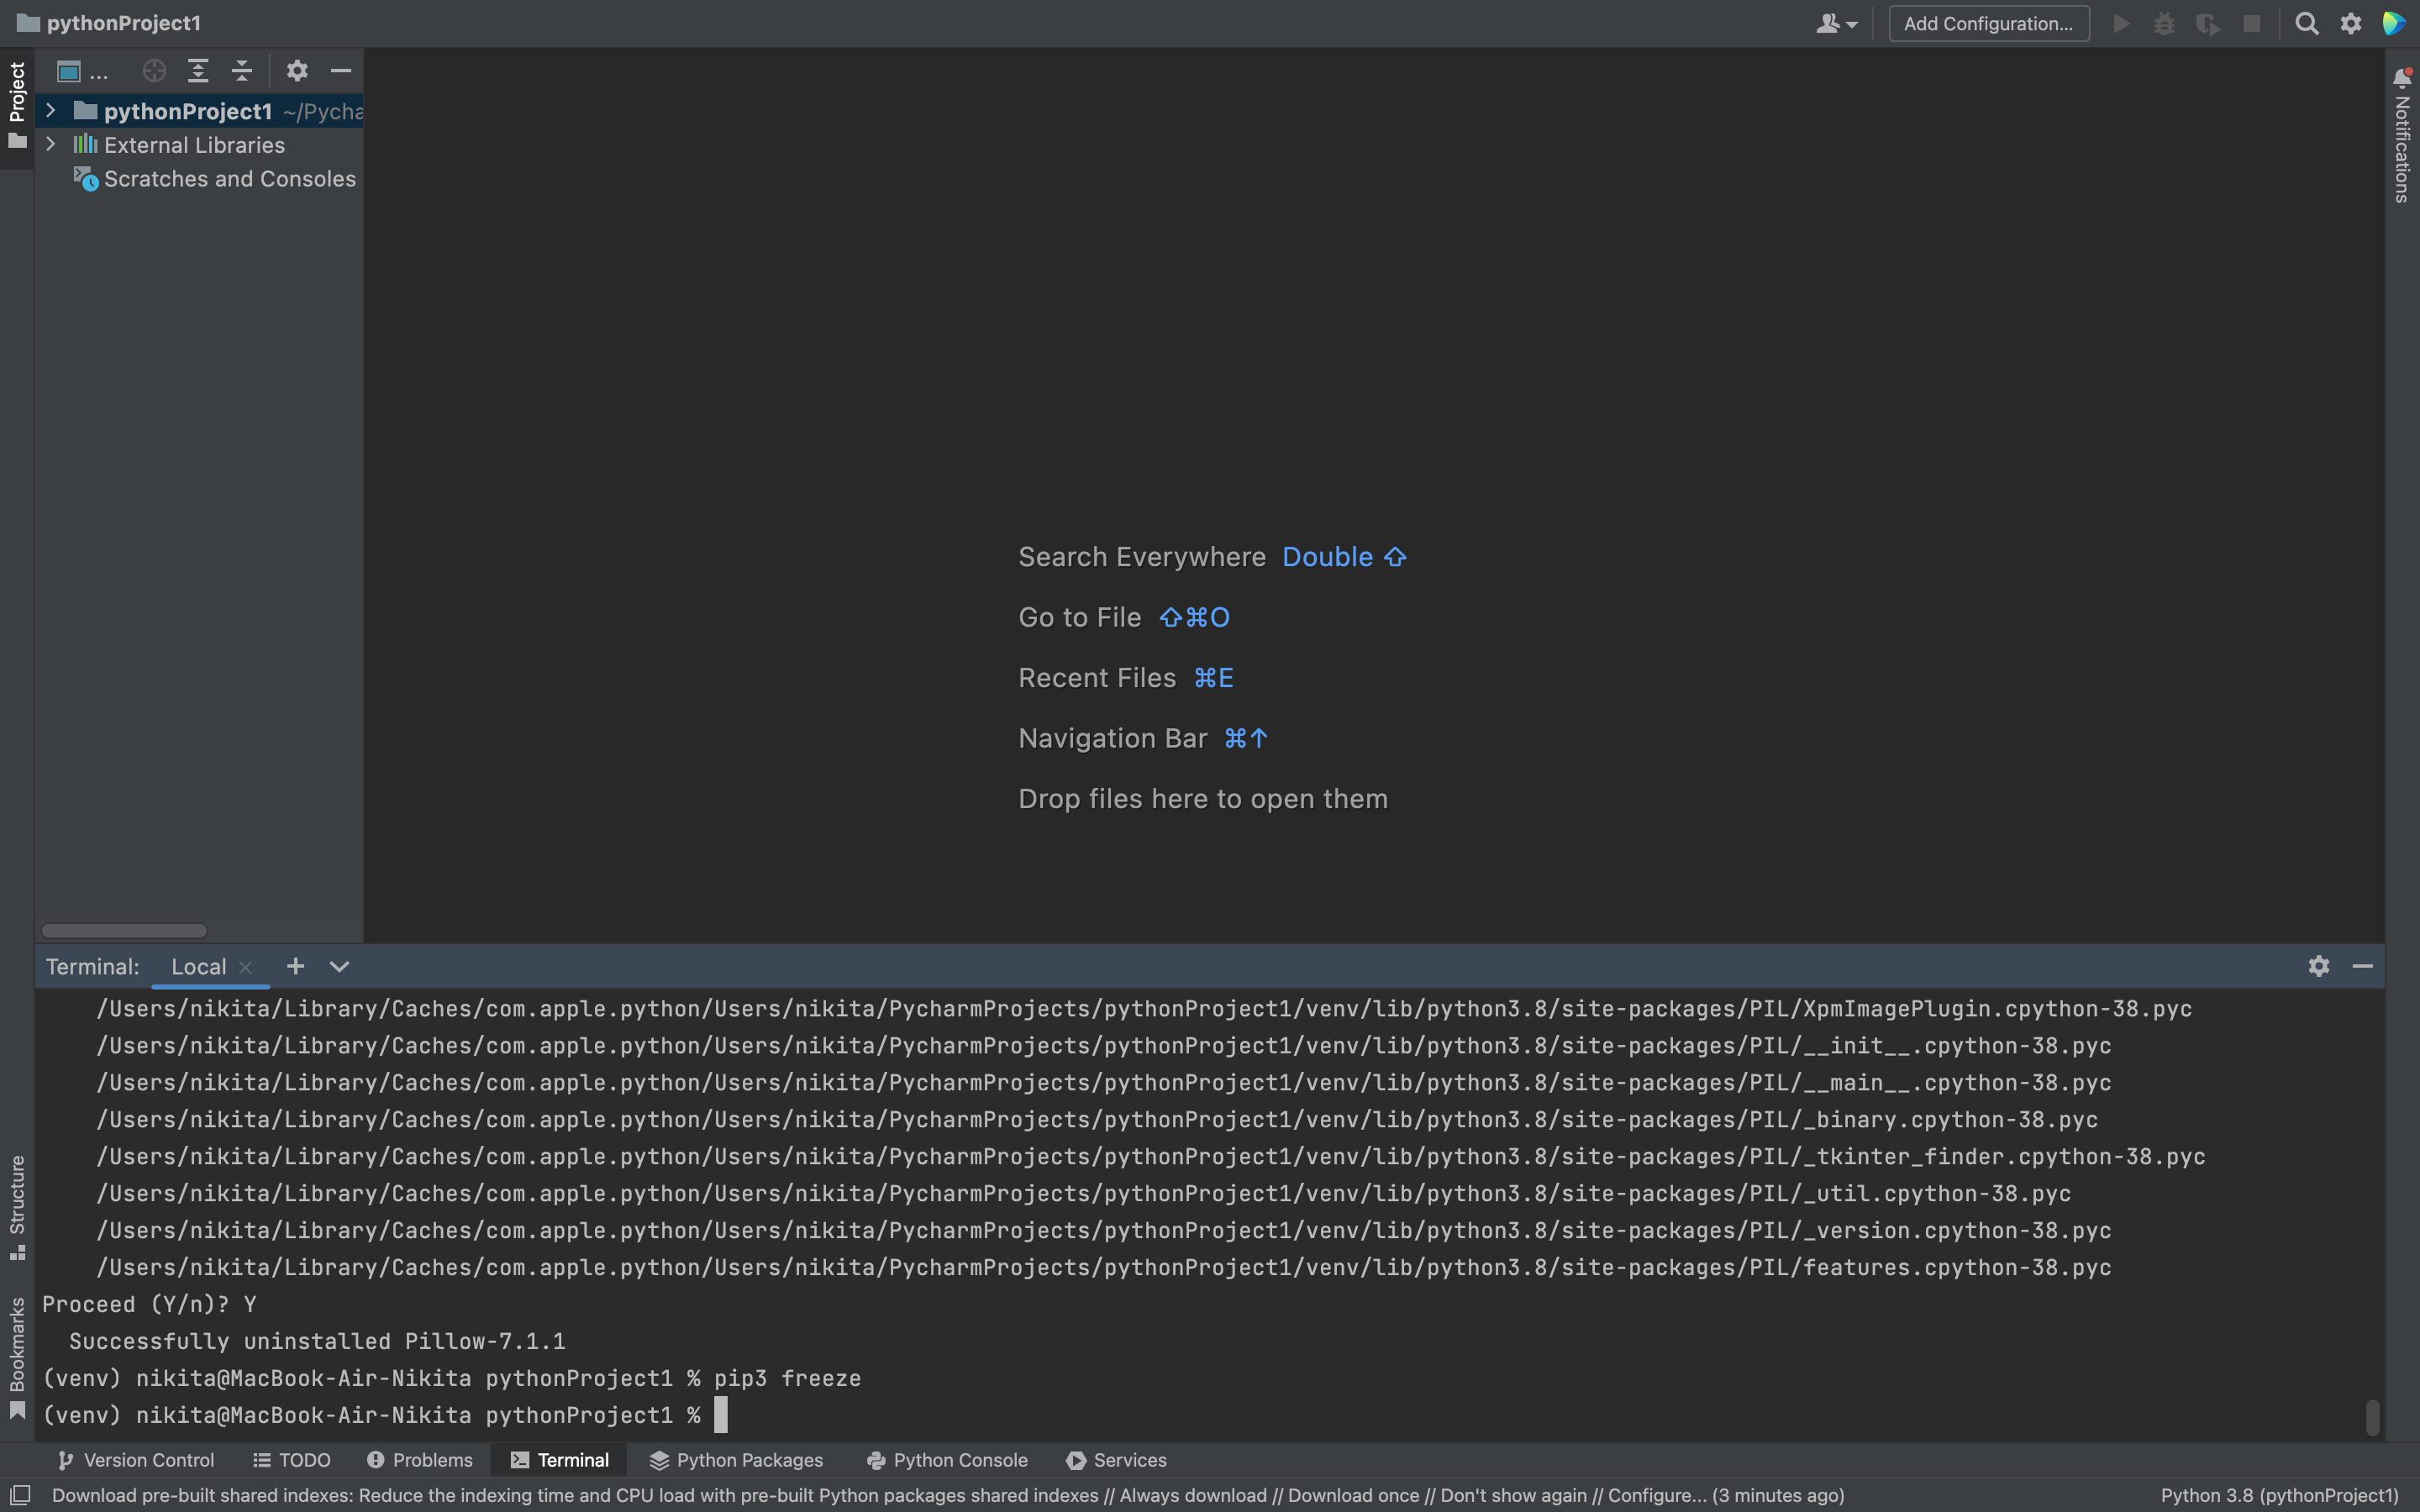 pythonProject1
Add Configuration...
Project
...
pythonProject1 ~/Pycha
External Libraries
Scratches and Consoles
Notifications
Search Everywhere Double ⇧
Go to File ⇧⌘O
Recent Files ⌘E
Navigation Bar ⌘↑
Drop files here to open them
Terminal: Local
/Users/nikita/Library/Caches/com.apple.python/Users/nikita/PycharmProjects/pythonProject1/venv/lib/python3.8/site-packages/PIL/XpmImagePlugin.cpython-38.pyc
/Users/nikita/Library/Caches/com.apple.python/Users/nikita/PycharmProjects/pythonProject1/venv/lib/python3.8/site-packages/PIL/__init__.cpython-38.pyc
/Users/nikita/Library/Caches/com.apple.python/Users/nikita/PycharmProjects/pythonProject1/venv/lib/python3.8/site-packages/PIL/__main__.cpython-38.pyc
/Users/nikita/Library/Caches/com.apple.python/Users/nikita/PycharmProjects/pythonProject1/venv/lib/python3.8/site-packages/PIL/_binary.cpython-38.pyc
/Users/nikita/Library/Caches/com.apple.python/Users/nikita/PycharmProjects/pythonProject1/venv/lib/python3.8/site-packages/PIL/_tkinter_finder.cpython-38.pyc
/Users/nikita/Library/Caches/com.apple.python/Users/nikita/PycharmProjects/pythonProject1/venv/lib/python3.8/site-packages/PIL/_util.cpython-38.pyc
/Users/nikita/Library/Caches/com.apple.python/Users/nikita/PycharmProjects/pythonProject1/venv/lib/python3.8/site-packages/PIL/_version.cpython-38.pyc
/Users/nikita/Library/Caches/com.apple.python/Users/nikita/PycharmProjects/pythonProject1/venv/lib/python3.8/site-packages/PIL/features.cpython-38.pyc
Proceed (Y/n)? Y
Successfully uninstalled Pillow-7.1.1
(venv) nikita@MacBook-Air-Nikita pythonProject1 % pip3 freeze
(venv) nikita@MacBook-Air-Nikita pythonProject1 %
Structure
Bookmarks
Version Control TODO Problems Terminal Python Packages Python Console Services
Download pre-built shared indexes: Reduce the indexing time and CPU load with pre-built Python packages shared indexes // Always download // Download once // Don't show again // Configure... (3 minutes ago) Python 3.8 (pythonProject1)